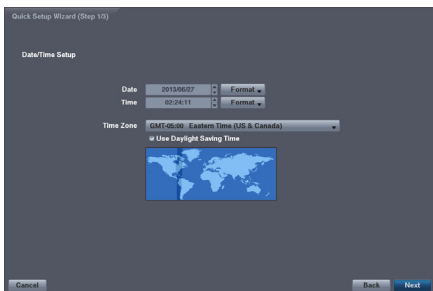 Quick Setup Wizard (Step 1/3)
Date/Time Setup
Date 2013/06/27 Format
Time 02:24:11 Format
Time Zone GMT-05:00 Eastern Time (US & Canada)
Use Daylight Saving Time
Cancel Back Next